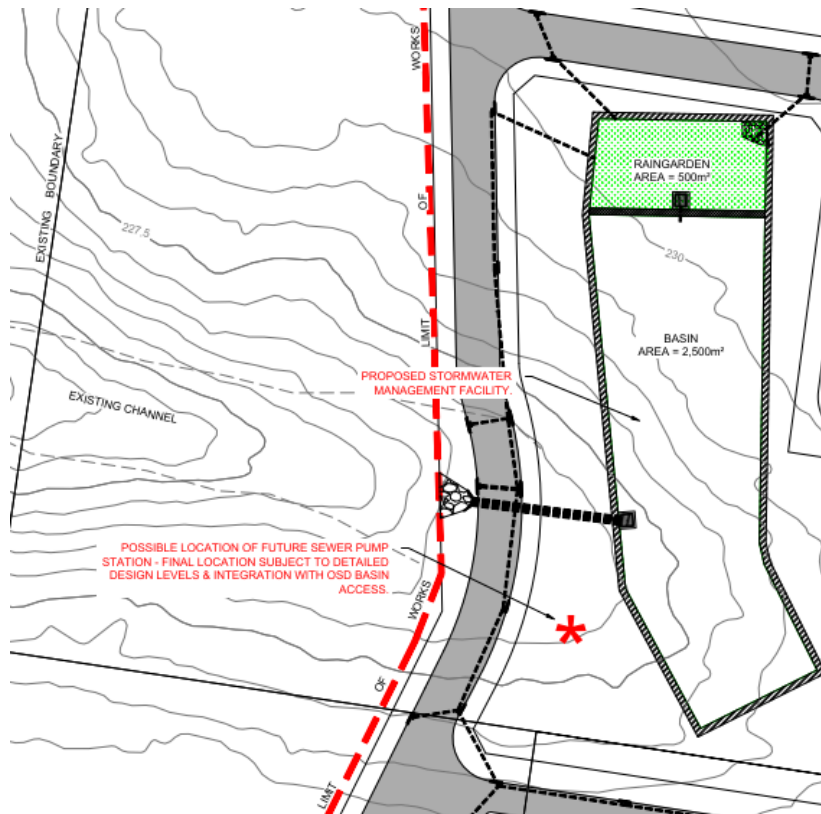 WORKS
OF
LIMIT
EXISTING BOUNDARY
227.5
RAINGARDEN
AREA = 500m²
230
BASIN
AREA = 2,500m²
PROPOSED STORMWATER
MANAGEMENT FACILITY.
EXISTING CHANNEL
POSSIBLE LOCATION OF FUTURE SEWER PUMP
STATION - FINAL LOCATION SUBJECT TO DETAILED
DESIGN LEVELS & INTEGRATION WITH OSD BASIN
ACCESS.
WORKS
OF
LIMIT